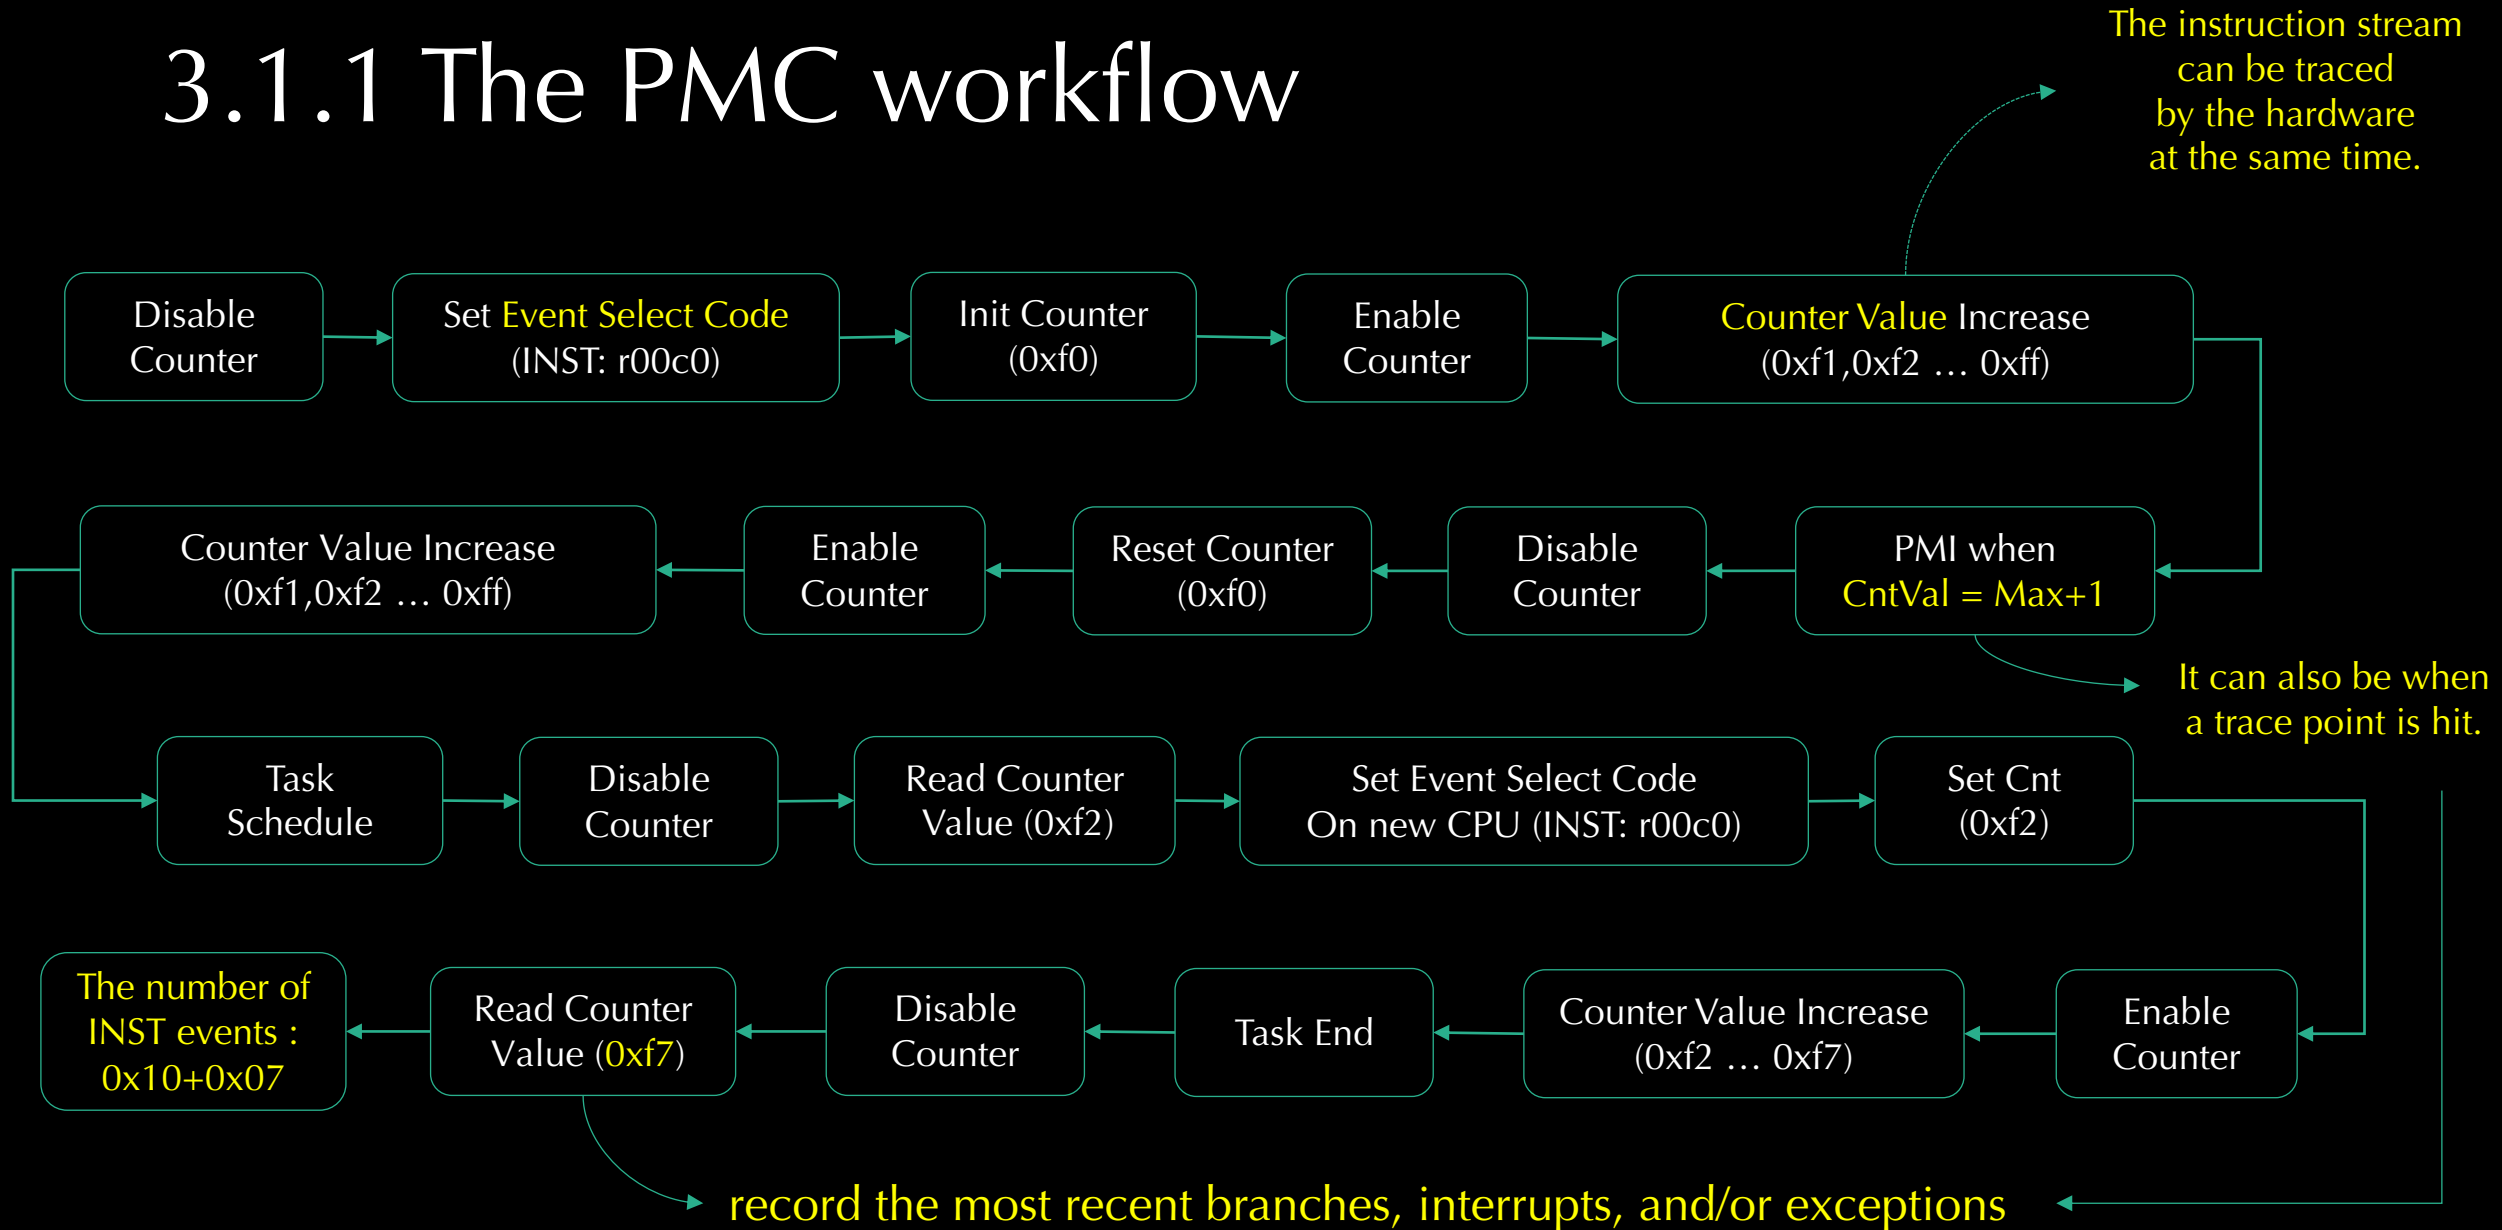 3.1.1 The PMC workflow
The instruction stream
can be traced
by the hardware
at the same time.
Disable
Counter
Set Event Select Code
(INST: r00c0)
Init Counter
(0xf0)
Enable
Counter
Counter Value Increase
(0xf1,0xf2 … 0xff)
PMI when
CntVal = Max+1
Disable
Counter
Reset Counter
(0xf0)
Enable
Counter
Counter Value Increase
(0xf1,0xf2 … 0xff)
It can also be when
a trace point is hit.
Task
Schedule
Disable
Counter
Read Counter
Value (0xf2)
Set Event Select Code
On new CPU (INST: r00c0)
Set Cnt
(0xf2)
Enable
Counter
Counter Value Increase
(0xf2 … 0xf7)
Task End
Disable
Counter
Read Counter
Value (0xf7)
The number of
INST events :
0x10+0x07
record the most recent branches, interrupts, and/or exceptions